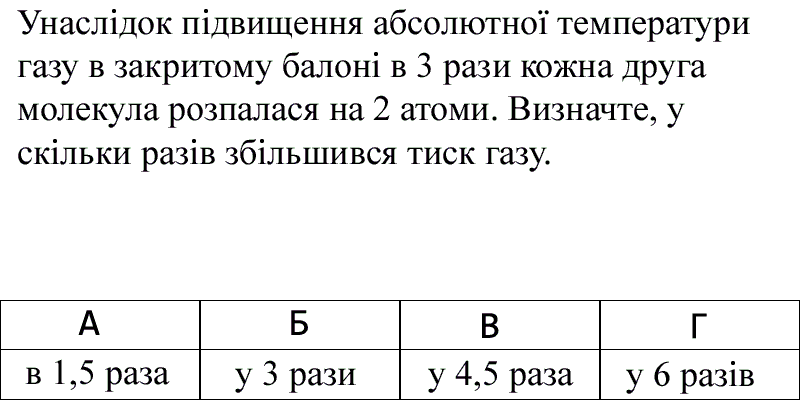 Унаслідок підвищення абсолютної температури
газу в закритому балоні в 3 рази кожна друга
молекула розпалася на 2 атоми. Визначте, у
скільки разів збільшився тиск газу.
А Б В Г
в 1,5 раза у 3 рази у 4,5 раза у 6 разів